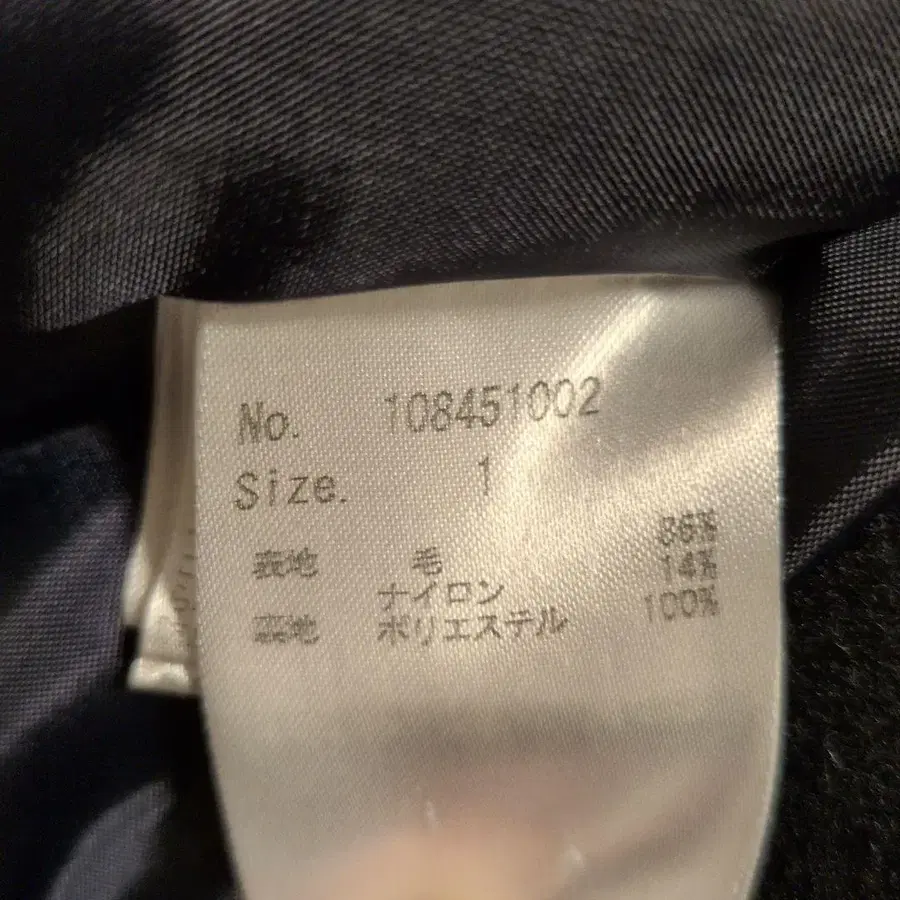 No. 108451002
Size. 1
表地 毛 86%
ナイロン 14%
裏地 ポリエステル 100%